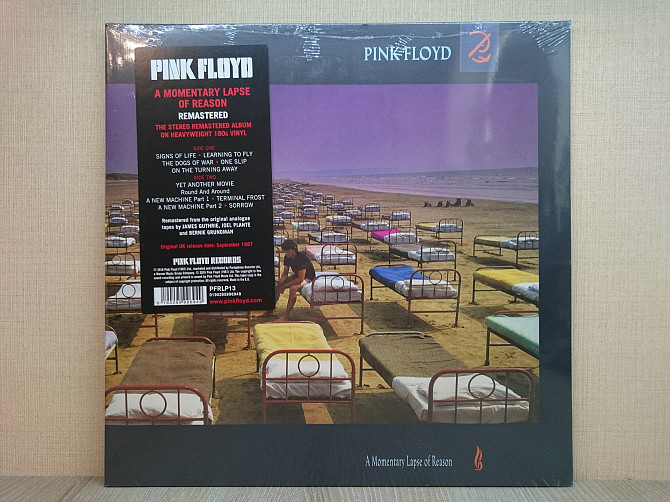 PINK FLOYD
A MOMENTARY LAPSE
OF REASON
REMASTERED
THE STEREO REMASTERED ALBUM
ON HEAVYWEIGHT 180G VINYL
SIDE ONE
SIGNS OF LIFE • LEARNING TO FLY
THE DOGS OF WAR • ONE SLIP
ON THE TURNING AWAY
SIDE TWO
YET ANOTHER MOVIE
Round And Around
A NEW MACHINE Part 1 • TERMINAL FROST
A NEW MACHINE Part 2 • SORROW
Remastered from the original analogue
tapes by JAMES GUTHRIE, JOEL PLANTE
and BERNIE GRUNDMAN
Original UK release date: September 1987
PINK FLOYD RECORDS
PFRLP13
www.pinkfloyd.com
PINK FLOYD
A Momentary Lapse of Reason